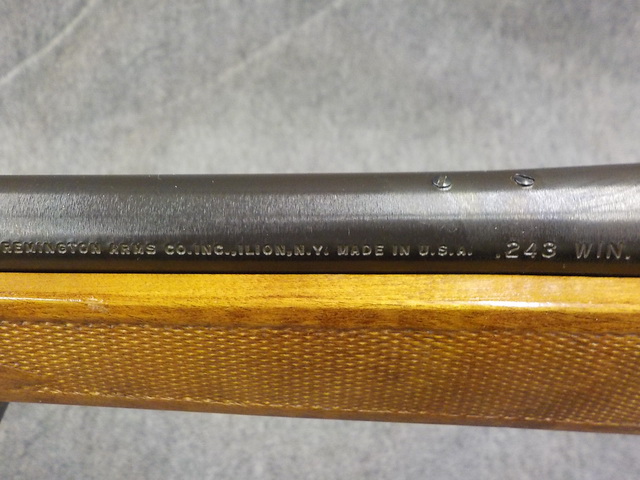 REMINGTON ARMS CO.INC.,ILION,N.Y. MADE IN U.S.A. .243 WIN.